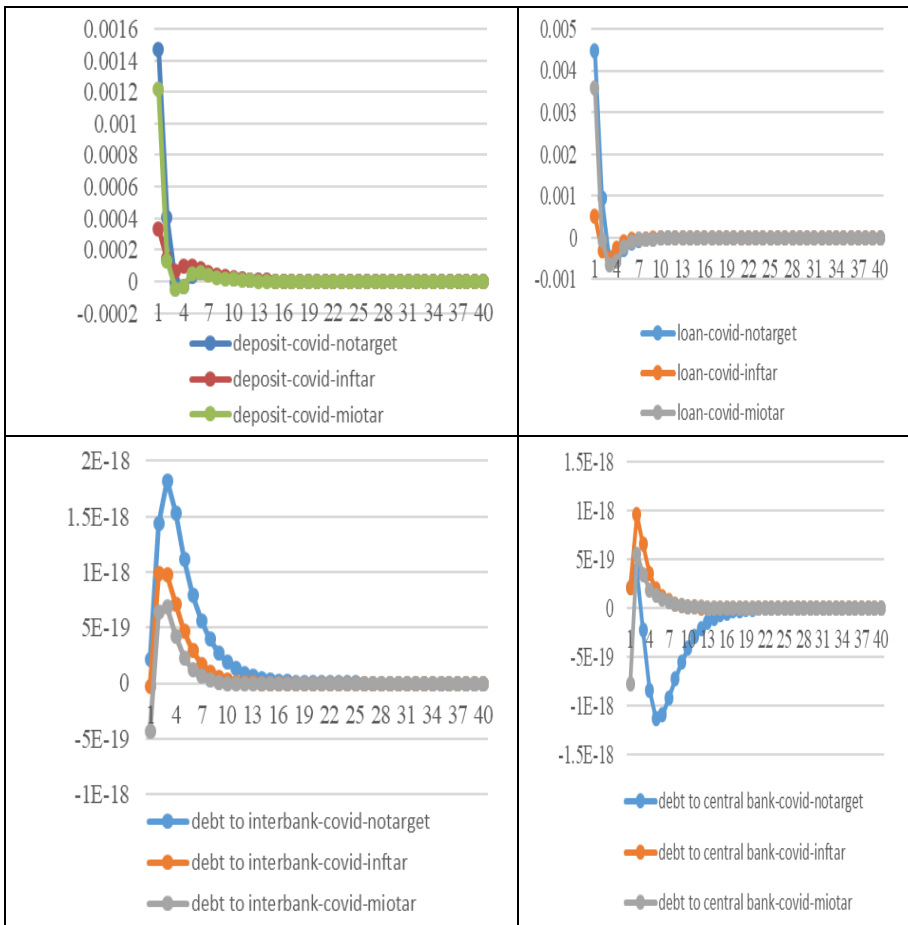 0.0016
0.0014
0.0012
0.001
0.0008
0.0006
0.0004
0.0002
0
-0.0002
1 4 7 10 13 16 19 22 25 28 31 34 37 40
deposit-covid-notarget
deposit-covid-inftar
deposit-covid-miotar
0.005
0.004
0.003
0.002
0.001
0
-0.001
1 4 7 10 13 16 19 22 25 28 31 34 37 40
loan-covid-notarget
loan-covid-inftar
loan-covid-miotar
2E-18
1.5E-18
1E-18
5E-19
0
-5E-19
-1E-18
1 4 7 10 13 16 19 22 25 28 31 34 37 40
debt to interbank-covid-notarget
debt to interbank-covid-inftar
debt to interbank-covid-miotar
1.5E-18
1E-18
5E-19
0
-5E-19
-1E-18
-1.5E-18
1 4 7 10 13 16 19 22 25 28 31 34 37 40
debt to central bank-covid-notarget
debt to central bank-covid-inftar
debt to central bank-covid-miotar